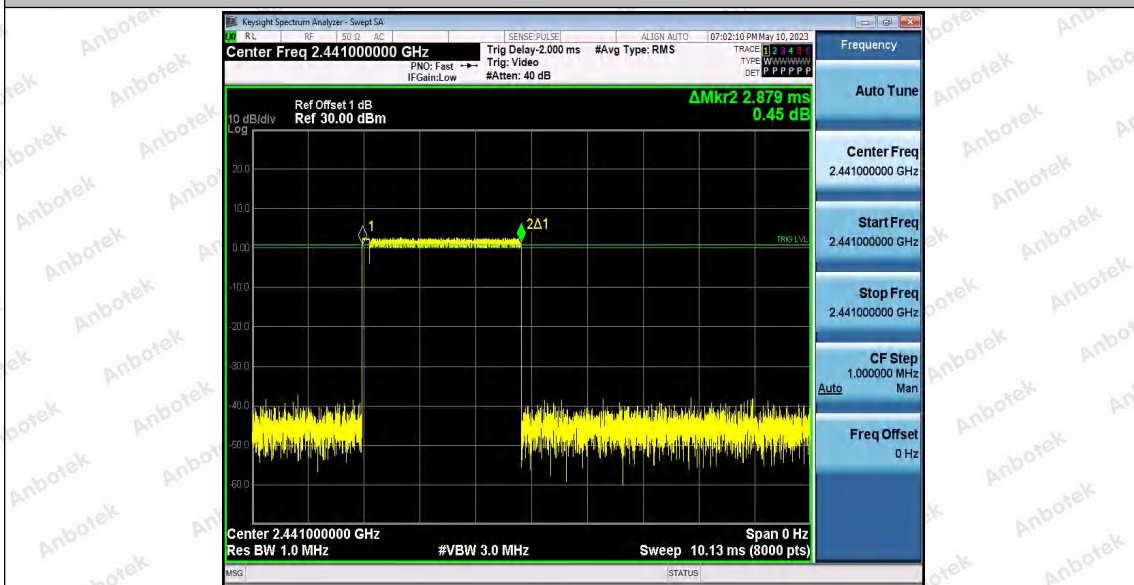 Keysight Spectrum Analyzer - Swept SA
RL RF 50 Ω AC SENSE:PULSE ALIGN AUTO 07:02:10 PM May 10, 2023
Center Freq 2.441000000 GHz
PNO: Fast
IFGain:Low
Trig Delay-2.000 ms
Trig: Video
#Atten: 40 dB
#Avg Type: RMS
TRACE 1 2 3 4 5 6
TYPE WWWWWW
DET P P P P P P
ΔMkr2 2.879 ms
0.45 dB
Ref Offset 1 dB
10 dB/div Ref 30.00 dBm
Log
20.0
10.0
0.00
-10.0
-20.0
-30.0
-40.0
-50.0
-60.0
1
2Δ1
TRIG LVL
Center 2.441000000 GHz Span 0 Hz
Res BW 1.0 MHz #VBW 3.0 MHz Sweep 10.13 ms (8000 pts)
MSG STATUS
Frequency
Auto Tune
Center Freq
2.441000000 GHz
Start Freq
2.441000000 GHz
Stop Freq
2.441000000 GHz
CF Step
1.000000 MHz
Auto Man
Freq Offset
0 Hz
Anbotek